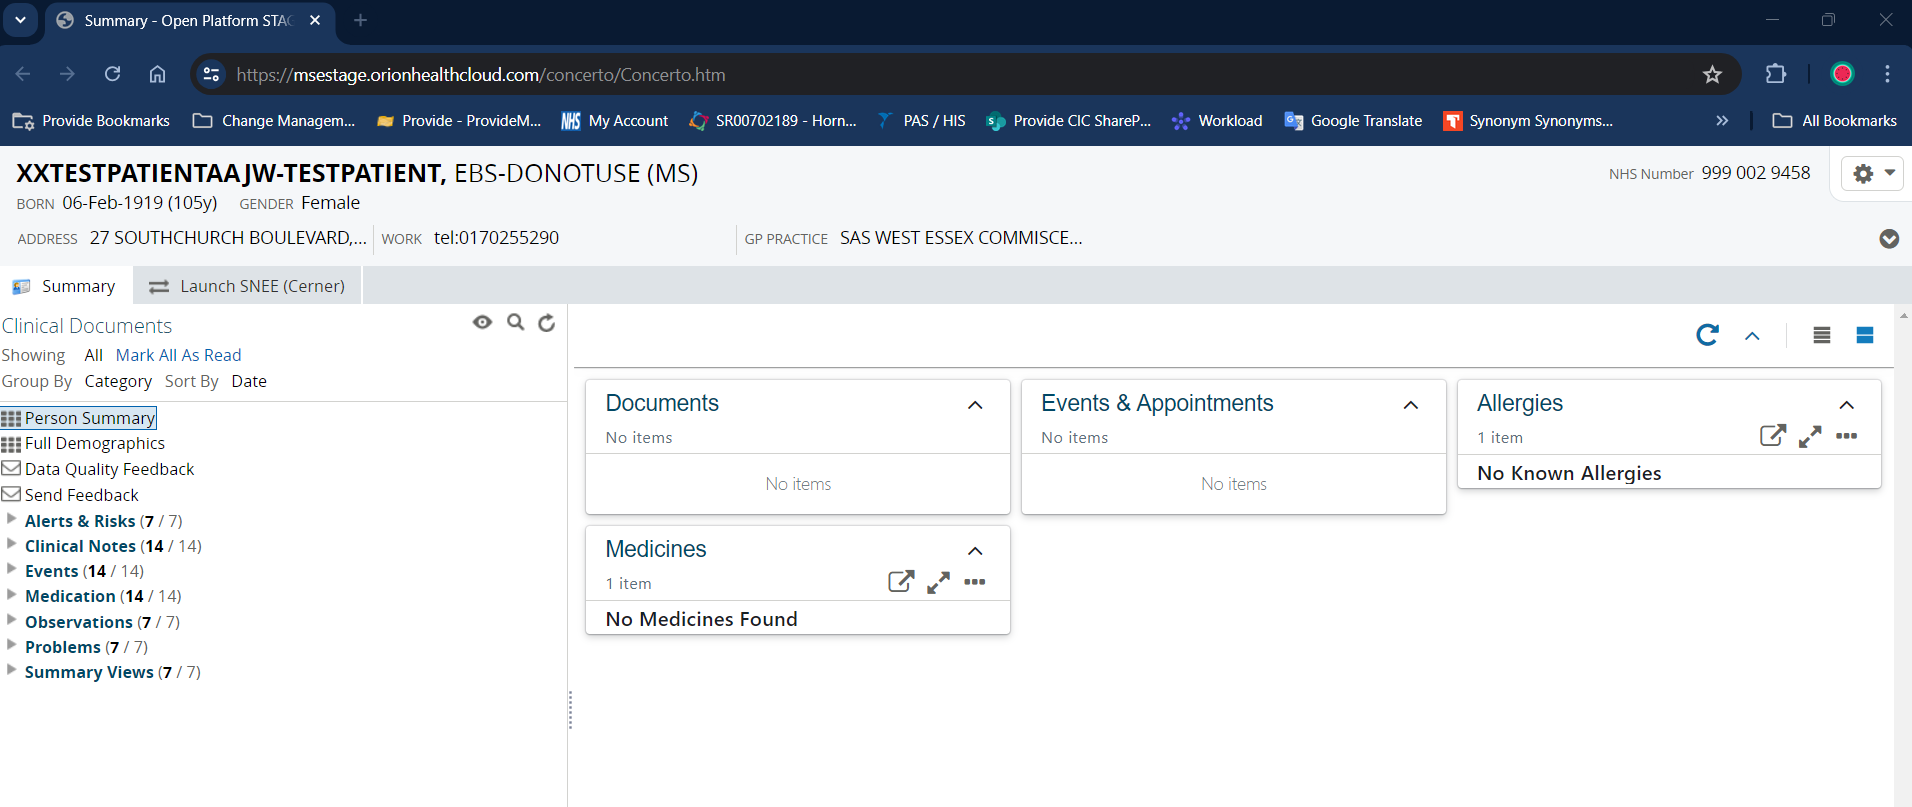 Summary - Open Platform STAG
https://msestage.orionhealthcloud.com/concerto/Concerto.htm
Provide Bookmarks Change Managem... Provide - ProvideM... NHS My Account SR00702189 - Horn... PAS / HIS S Provide CIC ShareP... Workload Google Translate T Synonym Synonyms... » All Bookmarks
XXTESTPATIENTAAJW-TESTPATIENT, EBS-DONOTUSE (MS) NHS Number 999 002 9458
BORN 06-Feb-1919 (105y) GENDER Female
ADDRESS 27 SOUTHCHURCH BOULEVARD,... WORK tel:0170255290 GP PRACTICE SAS WEST ESSEX COMMISCE...
Summary Launch SNEE (Cerner)
Clinical Documents
Showing All Mark All As Read
Group By Category Sort By Date
Person Summary
Full Demographics
Data Quality Feedback
Send Feedback
Alerts & Risks (7 / 7)
Clinical Notes (14 / 14)
Events (14 / 14)
Medication (14 / 14)
Observations (7 / 7)
Problems (7 / 7)
Summary Views (7 / 7)
Documents
No items
No items
Events & Appointments
No items
No items
Allergies
1 item
No Known Allergies
Medicines
1 item
No Medicines Found